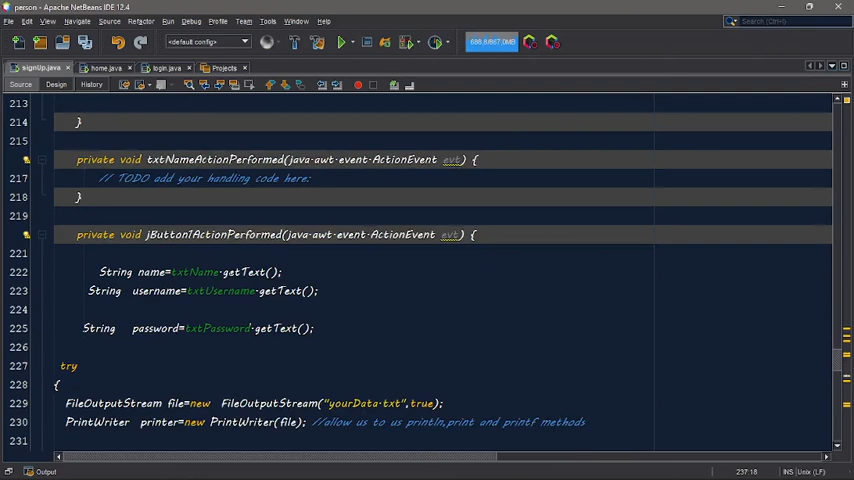 person - Apache NetBeans IDE 12.4
File Edit View Navigate Source Refactor Run Debug Profile Team Tools Window Help
Search (Ctrl+I)
<default config>
688,8/867,0MB
signUp.java home.java login.java Projects
Source Design History
213
214 }
215
private void txtNameActionPerformed(java.awt.event.ActionEvent evt) {
217 // TODO add your handling code here:
218 }
219
private void jButton1ActionPerformed(java.awt.event.ActionEvent evt) {
221
222 String name=txtName.getText();
223 String username=txtUsername.getText();
224
225 String password=txtPassword.getText();
226
227 try
228 {
229 FileOutputStream file=new FileOutputStream("yourData.txt",true);
230 PrintWriter printer=new PrintWriter(file); //allow us to us println,print and printf methods
231
Output
237:18 INS Unix (LF)